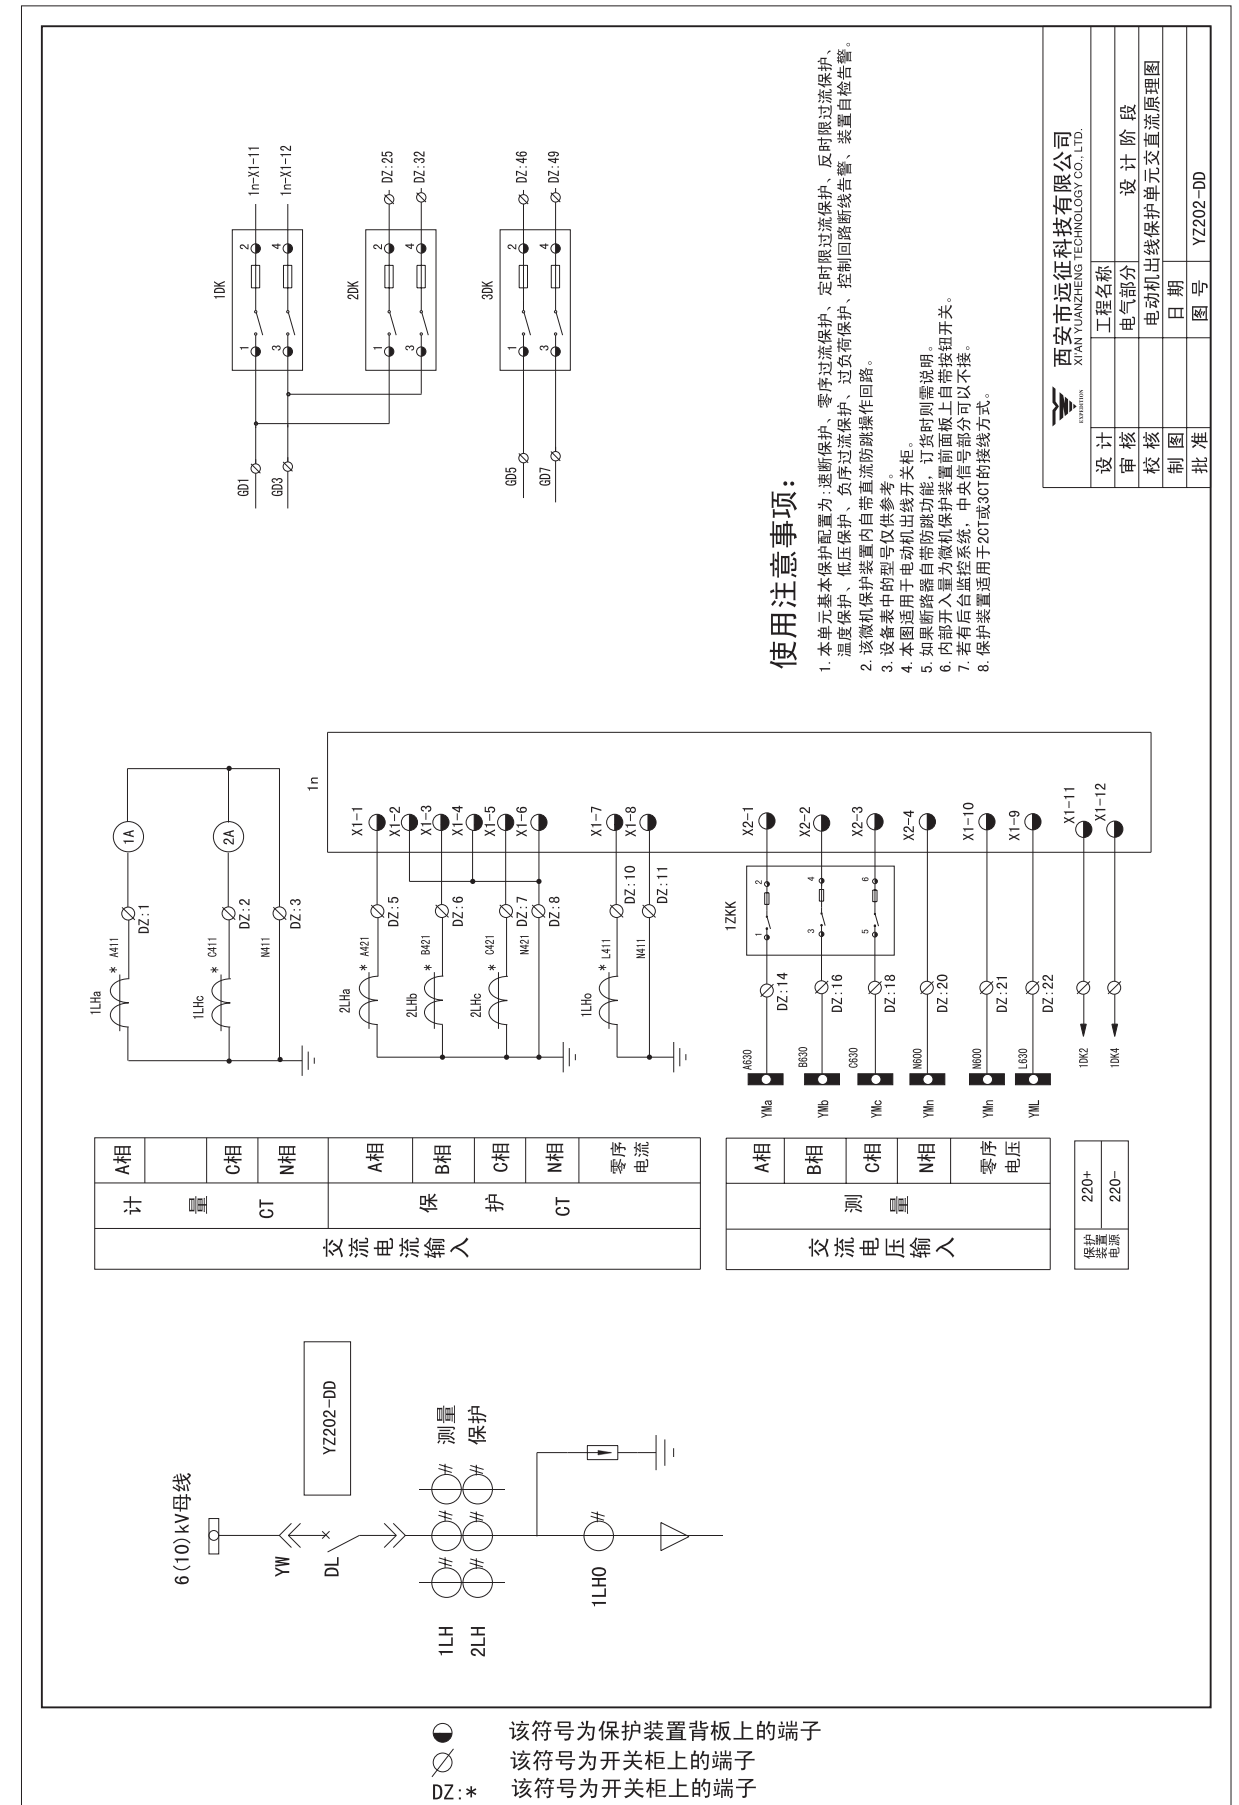 6(10)kV母线
YZ202-DD
YW
DL
测量
保护
1LH
2LH
1LH0
交流电流输入
计量CT
A相
C相
N相
保护CT
A相
B相
C相
N相
零序
电流
交流电压输入
测量
A相
B相
C相
N相
零序
电压
保护
装置
电源
220+
220-
1LHa
* A411
DZ:1
1A
1LHc
* C411
DZ:2
2A
N411
DZ:3
1n
2LHa
* A421
DZ:5
X1-1
X1-2
2LHb
* B421
DZ:6
X1-3
X1-4
2LHc
* C421
DZ:7
X1-5
N421
DZ:8
X1-6
1LHo
* L411
DZ:10
X1-7
N411
DZ:11
X1-8
1ZKK
YMa
A630
DZ:14
1
2
X2-1
YMb
B630
DZ:16
3
4
X2-2
YMc
C630
DZ:18
5
6
X2-3
YMn
N600
DZ:20
X2-4
YMn
N600
DZ:21
X1-10
YML
L630
DZ:22
X1-9
1DK2
X1-11
1DK4
X1-12
1DK
GD1
1
2
1n-X1-11
GD3
3
4
1n-X1-12
2DK
1
2
DZ:25
3
4
DZ:32
3DK
GD5
1
2
DZ:46
GD7
3
4
DZ:49
使用注意事项:
1. 本单元基本保护配置为:速断保护、零序过流保护、定时限过流保护、反时限过流保护、
温度保护、低压保护、负序过流保护、过负荷保护、控制回路断线告警、装置自检告警。
2. 该微机保护装置内自带直流防跳操作回路。
3. 设备表中的型号仅供参考。
4. 本图适用于电动机出线开关柜。
5. 如果断路器自带防跳功能, 订货时则需说明。
6. 内部开入量为微机保护装置前面板上自带按钮开关。
7. 若有后台监控系统, 中央信号部分可以不接。
8. 保护装置适用于2CT或3CT的接线方式。
EXPEDITION
西安市远征科技有限公司
XI'AN YUANZHENG TECHNOLOGY CO., LTD.
设计
工程名称
审核
电气部分
设计阶段
校核
电动机出线保护单元交直流原理图
制图
日期
批准
图号
YZ202-DD
该符号为保护装置背板上的端子
该符号为开关柜上的端子
DZ:* 该符号为开关柜上的端子